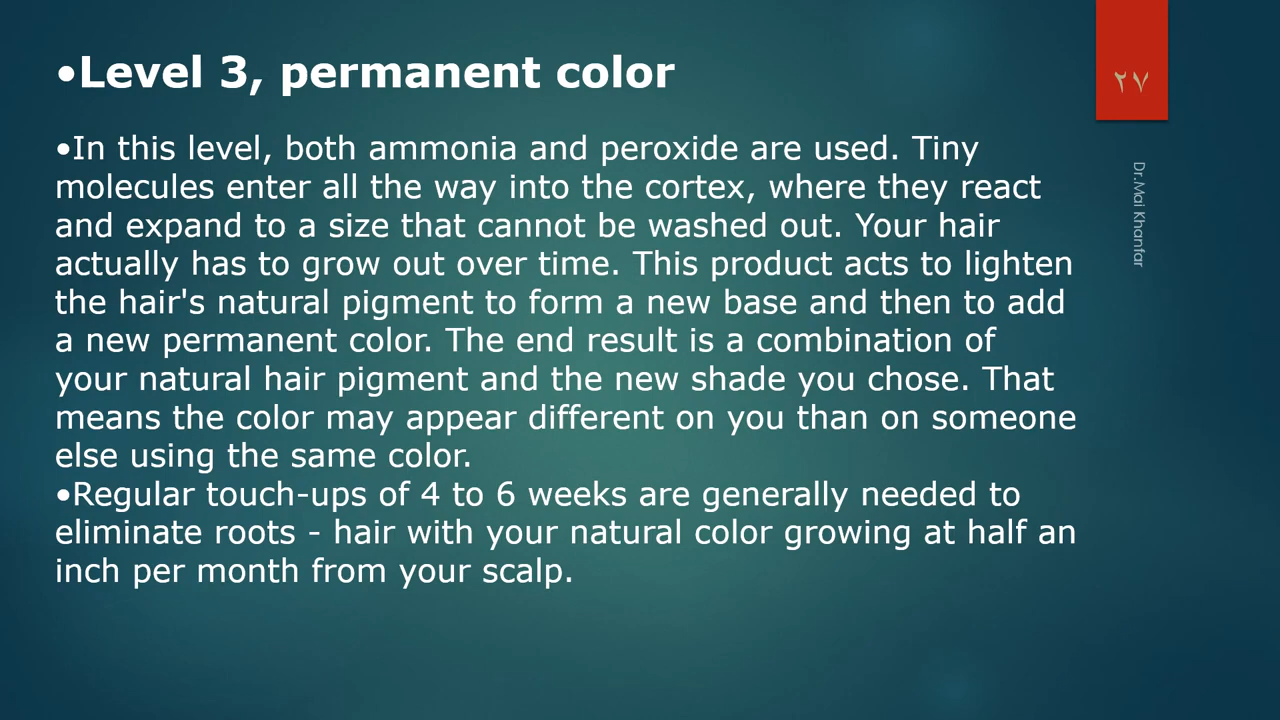 •Level 3, permanent color
•In this level, both ammonia and peroxide are used. Tiny
molecules enter all the way into the cortex, where they react
and expand to a size that cannot be washed out. Your hair
actually has to grow out over time. This product acts to lighten
the hair's natural pigment to form a new base and then to add
a new permanent color. The end result is a combination of
your natural hair pigment and the new shade you chose. That
means the color may appear different on you than on someone
else using the same color.
•Regular touch-ups of 4 to 6 weeks are generally needed to
eliminate roots - hair with your natural color growing at half an
inch per month from your scalp.
٢٧
Dr.Mai Khanfar